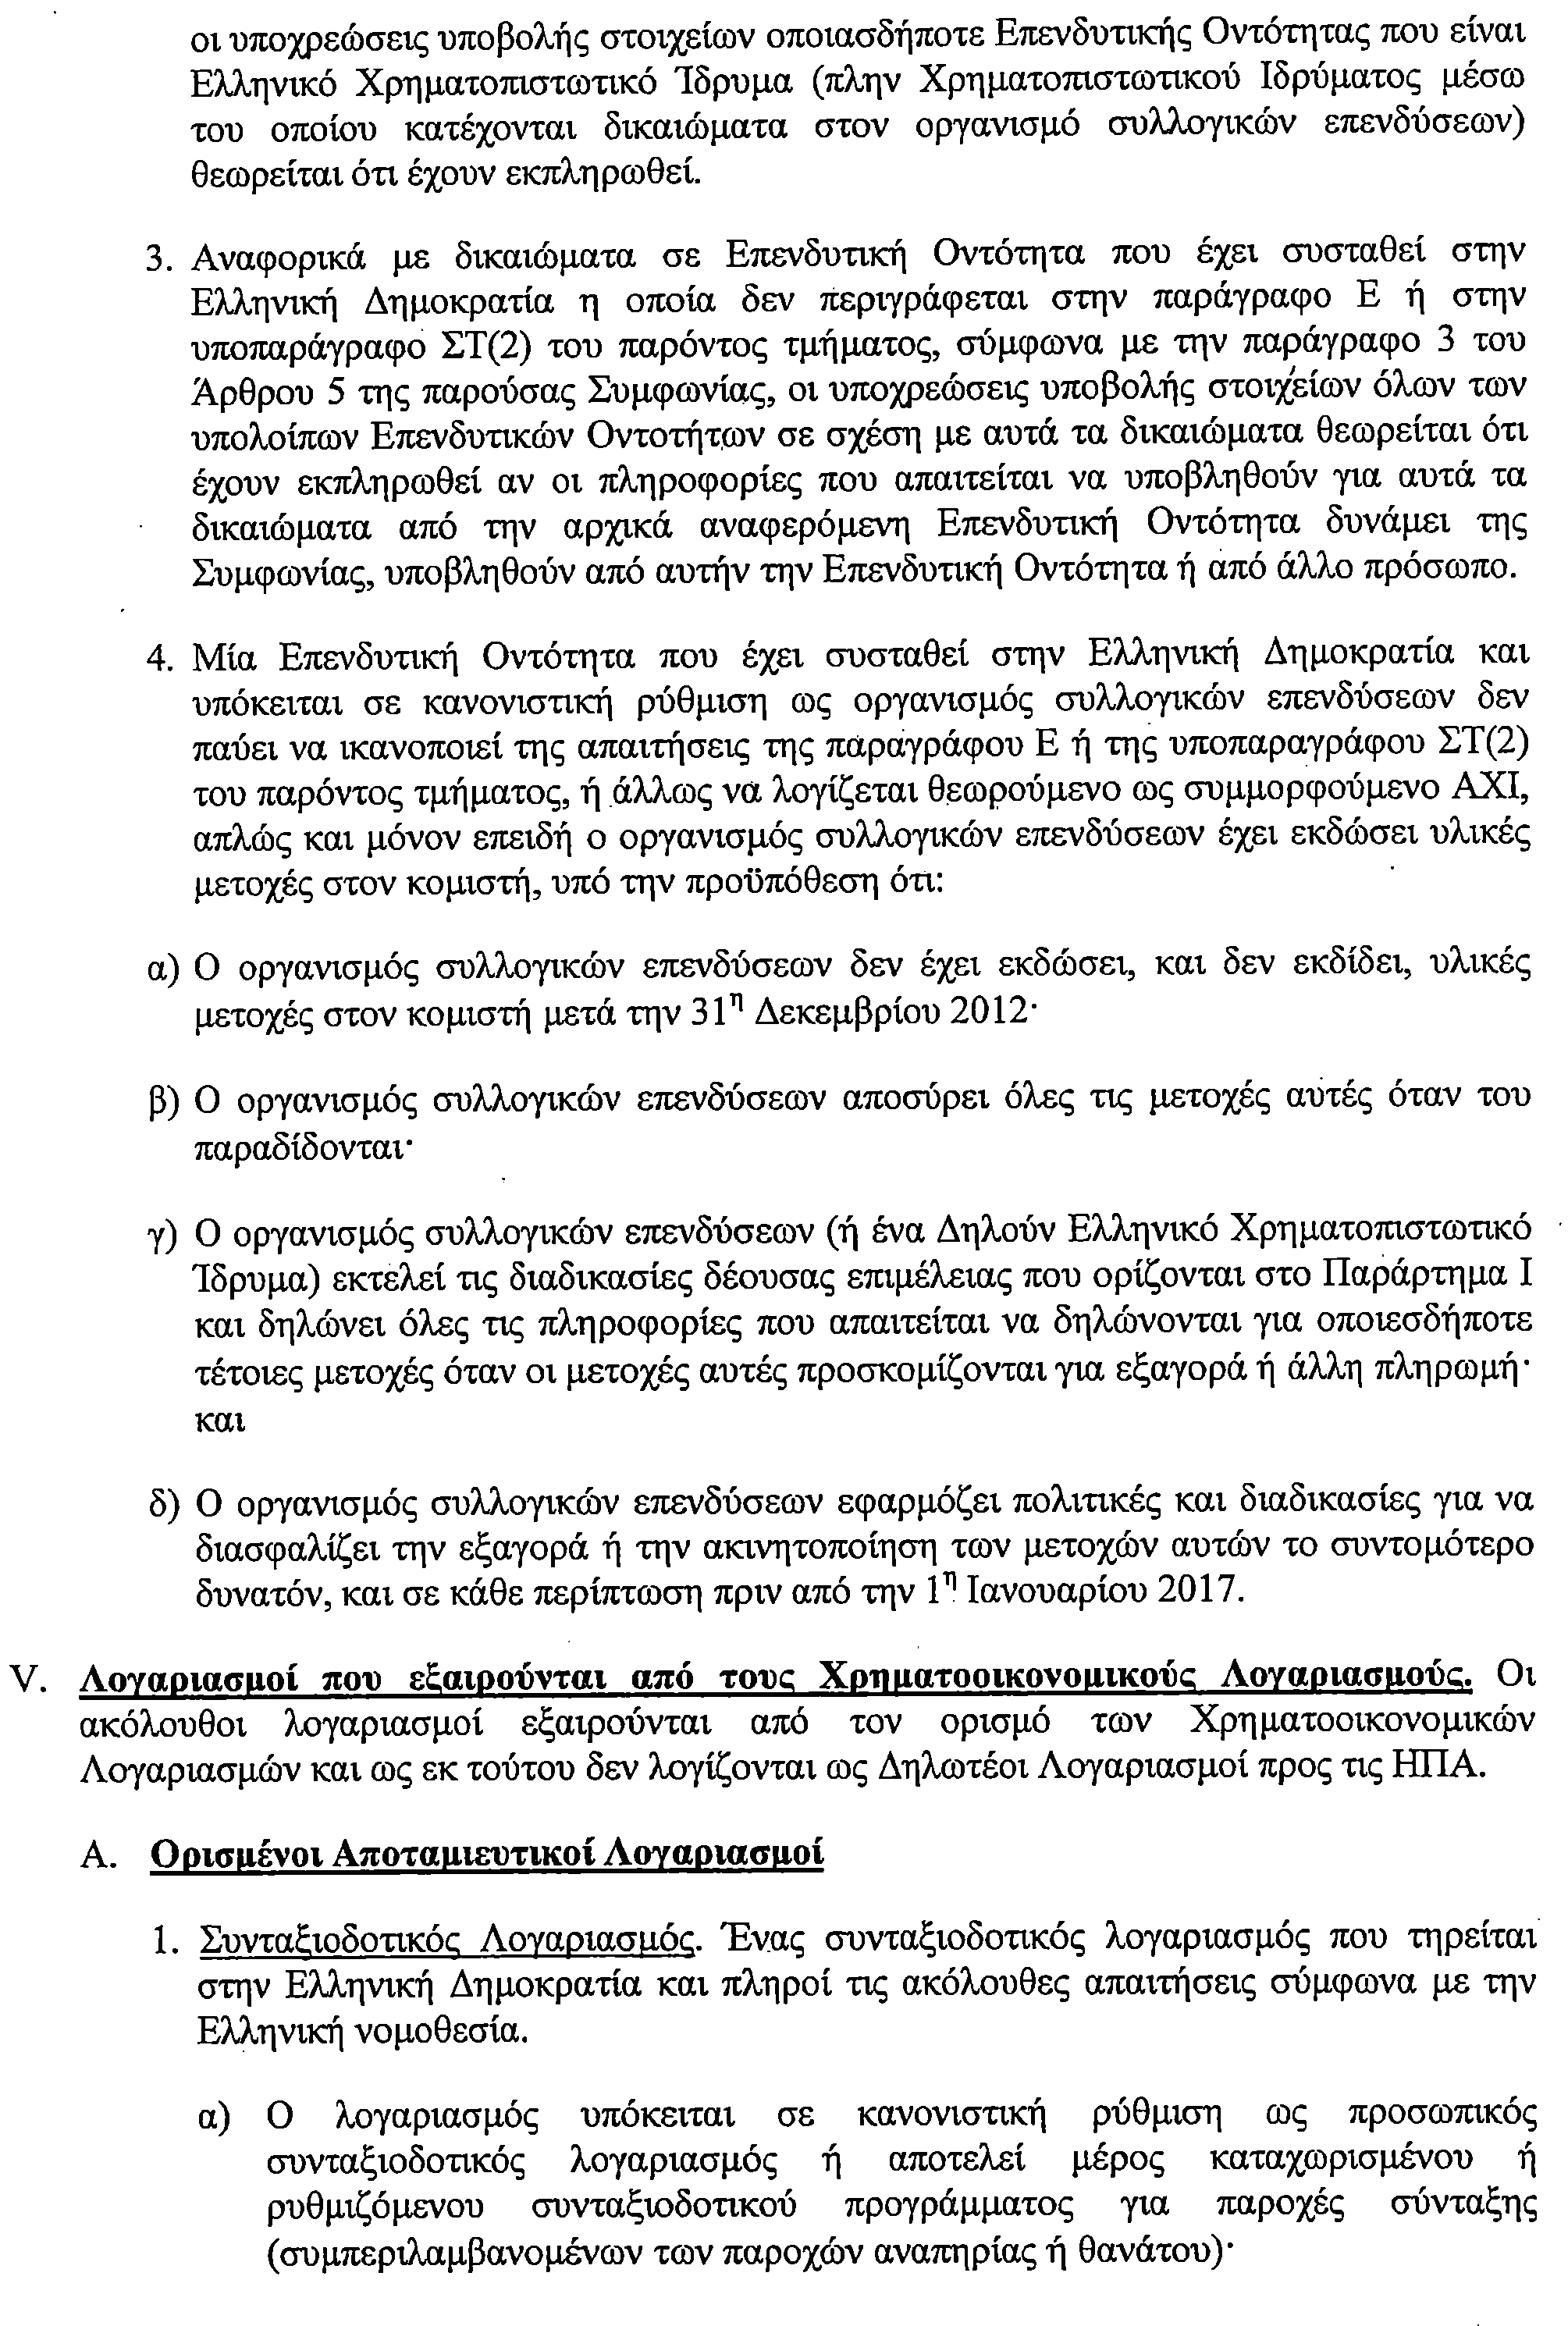 οι υποχρεώσεις υποβολής στοιχείων οποιασδήποτε Επενδυτικής Οντότητας που είναι
Ελληνικό Χρηματοπιστωτικό Ίδρυμα (πλην Χρηματοπιστωτικού Ιδρύματος μέσω
του οποίου κατέχονται δικαιώματα στον οργανισμό συλλογικών επενδύσεων)
θεωρείται ότι έχουν εκπληρωθεί.
3. Αναφορικά με δικαιώματα σε Επενδυτική Οντότητα που έχει συσταθεί στην
Ελληνική Δημοκρατία η οποία δεν περιγράφεται στην παράγραφο Ε ή στην
υποπαράγραφο ΣΤ(2) του παρόντος τμήματος, σύμφωνα με την παράγραφο 3 του
Άρθρου 5 της παρούσας Συμφωνίας, οι υποχρεώσεις υποβολής στοιχείων όλων των
υπολοίπων Επενδυτικών Οντοτήτων σε σχέση με αυτά τα δικαιώματα θεωρείται ότι
έχουν εκπληρωθεί αν οι πληροφορίες που απαιτείται να υποβληθούν για αυτά τα
δικαιώματα από την αρχικά αναφερόμενη Επενδυτική Οντότητα δυνάμει της
Συμφωνίας, υποβληθούν από αυτήν την Επενδυτική Οντότητα ή από άλλο πρόσωπο.
4. Μία Επενδυτική Οντότητα που έχει συσταθεί στην Ελληνική Δημοκρατία και
υπόκειται σε κανονιστική ρύθμιση ως οργανισμός συλλογικών επενδύσεων δεν
παύει να ικανοποιεί της απαιτήσεις της παραγράφου Ε ή της υποπαραγράφου ΣΤ(2)
του παρόντος τμήματος, ή άλλως να λογίζεται θεωρούμενο ως συμμορφούμενο ΑΧΙ,
απλώς και μόνον επειδή ο οργανισμός συλλογικών επενδύσεων έχει εκδώσει υλικές
μετοχές στον κομιστή, υπό την προϋπόθεση ότι:
α) Ο οργανισμός συλλογικών επενδύσεων δεν έχει εκδώσει, και δεν εκδίδει, υλικές
μετοχές στον κομιστή μετά την 31η Δεκεμβρίου 2012·
β) Ο οργανισμός συλλογικών επενδύσεων αποσύρει όλες τις μετοχές αυτές όταν του
παραδίδονται·
γ) Ο οργανισμός συλλογικών επενδύσεων (ή ένα Δηλούν Ελληνικό Χρηματοπιστωτικό
Ίδρυμα) εκτελεί τις διαδικασίες δέουσας επιμέλειας που ορίζονται στο Παράρτημα Ι
και δηλώνει όλες τις πληροφορίες που απαιτείται να δηλώνονται για οποιεσδήποτε
τέτοιες μετοχές όταν οι μετοχές αυτές προσκομίζονται για εξαγορά ή άλλη πληρωμή·
και
δ) Ο οργανισμός συλλογικών επενδύσεων εφαρμόζει πολιτικές και διαδικασίες για να
διασφαλίζει την εξαγορά ή την ακινητοποίηση των μετοχών αυτών το συντομότερο
δυνατόν, και σε κάθε περίπτωση πριν από την 1η Ιανουαρίου 2017.
V. Λογαριασμοί που εξαιρούνται από τους Χρηματοοικονομικούς Λογαριασμούς. Οι
ακόλουθοι λογαριασμοί εξαιρούνται από τον ορισμό των Χρηματοοικονομικών
Λογαριασμών και ως εκ τούτου δεν λογίζονται ως Δηλωτέοι Λογαριασμοί προς τις ΗΠΑ.
Α. Ορισμένοι Αποταμιευτικοί Λογαριασμοί
1. Συνταξιοδοτικός Λογαριασμός. Ένας συνταξιοδοτικός λογαριασμός που τηρείται
στην Ελληνική Δημοκρατία και πληροί τις ακόλουθες απαιτήσεις σύμφωνα με την
Ελληνική νομοθεσία.
α) Ο λογαριασμός υπόκειται σε κανονιστική ρύθμιση ως προσωπικός
συνταξιοδοτικός λογαριασμός ή αποτελεί μέρος καταχωρισμένου ή
ρυθμιζόμενου συνταξιοδοτικού προγράμματος για παροχές σύνταξης
(συμπεριλαμβανομένων των παροχών αναπηρίας ή θανάτου)·